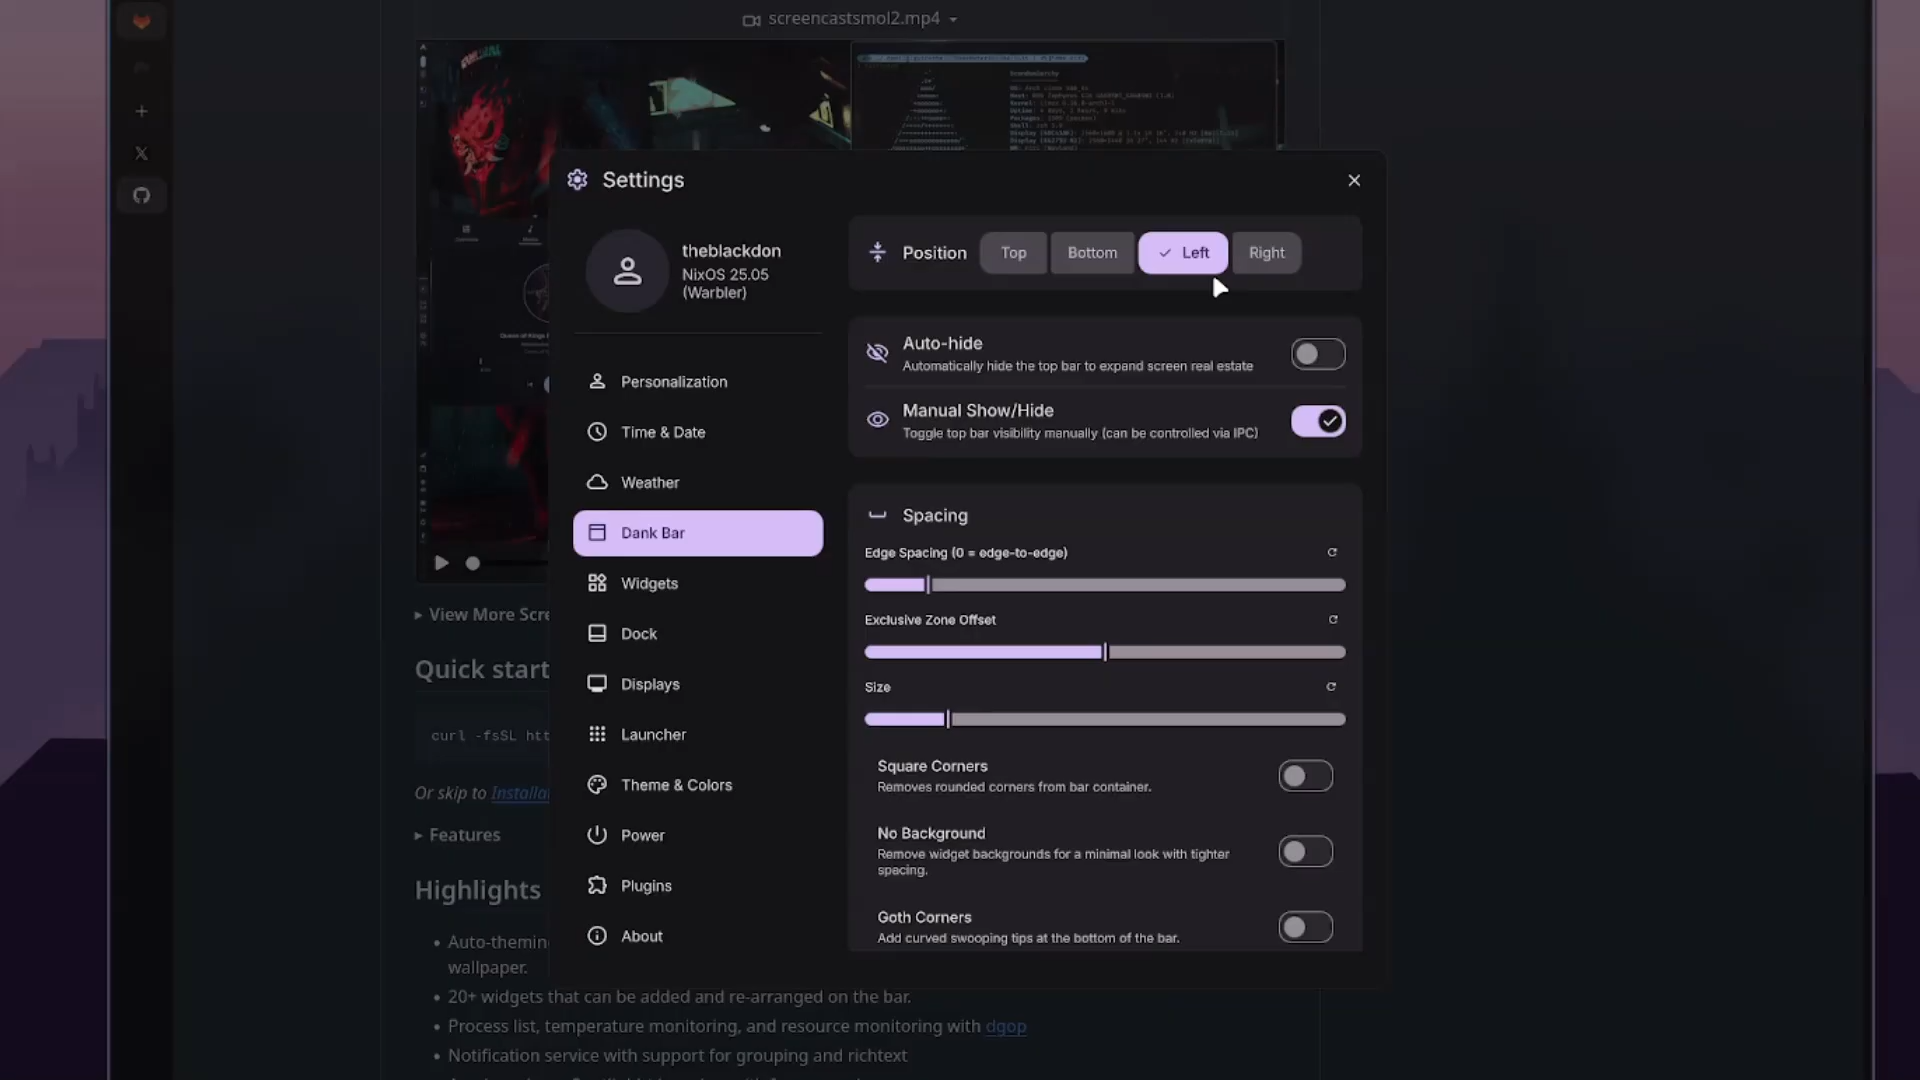 screencastsmol2.mp4
Settings
theblackdon
NixOS 25.05
(Warbler)
Personalization
Time & Date
Weather
Dank Bar
Widgets
Dock
Displays
Launcher
Theme & Colors
Power
Plugins
About
Position
Top
Bottom
Left
Right
Auto-hide
Automatically hide the top bar to expand screen real estate
Manual Show/Hide
Toggle top bar visibility manually (can be controlled via IPC)
Spacing
Edge Spacing (0 = edge-to-edge)
Exclusive Zone Offset
Size
Square Corners
Removes rounded corners from bar container.
No Background
Remove widget backgrounds for a minimal look with tighter
spacing.
Goth Corners
Add curved swooping tips at the bottom of the bar.
View More Scre
Quick start
curl -fsSL htt
Or skip to Installa
Features
Highlights
Auto-themin
wallpaper.
20+ widgets that can be added and re-arranged on the bar.
Process list, temperature monitoring, and resource monitoring with dgop
Notification service with support for grouping and richtext